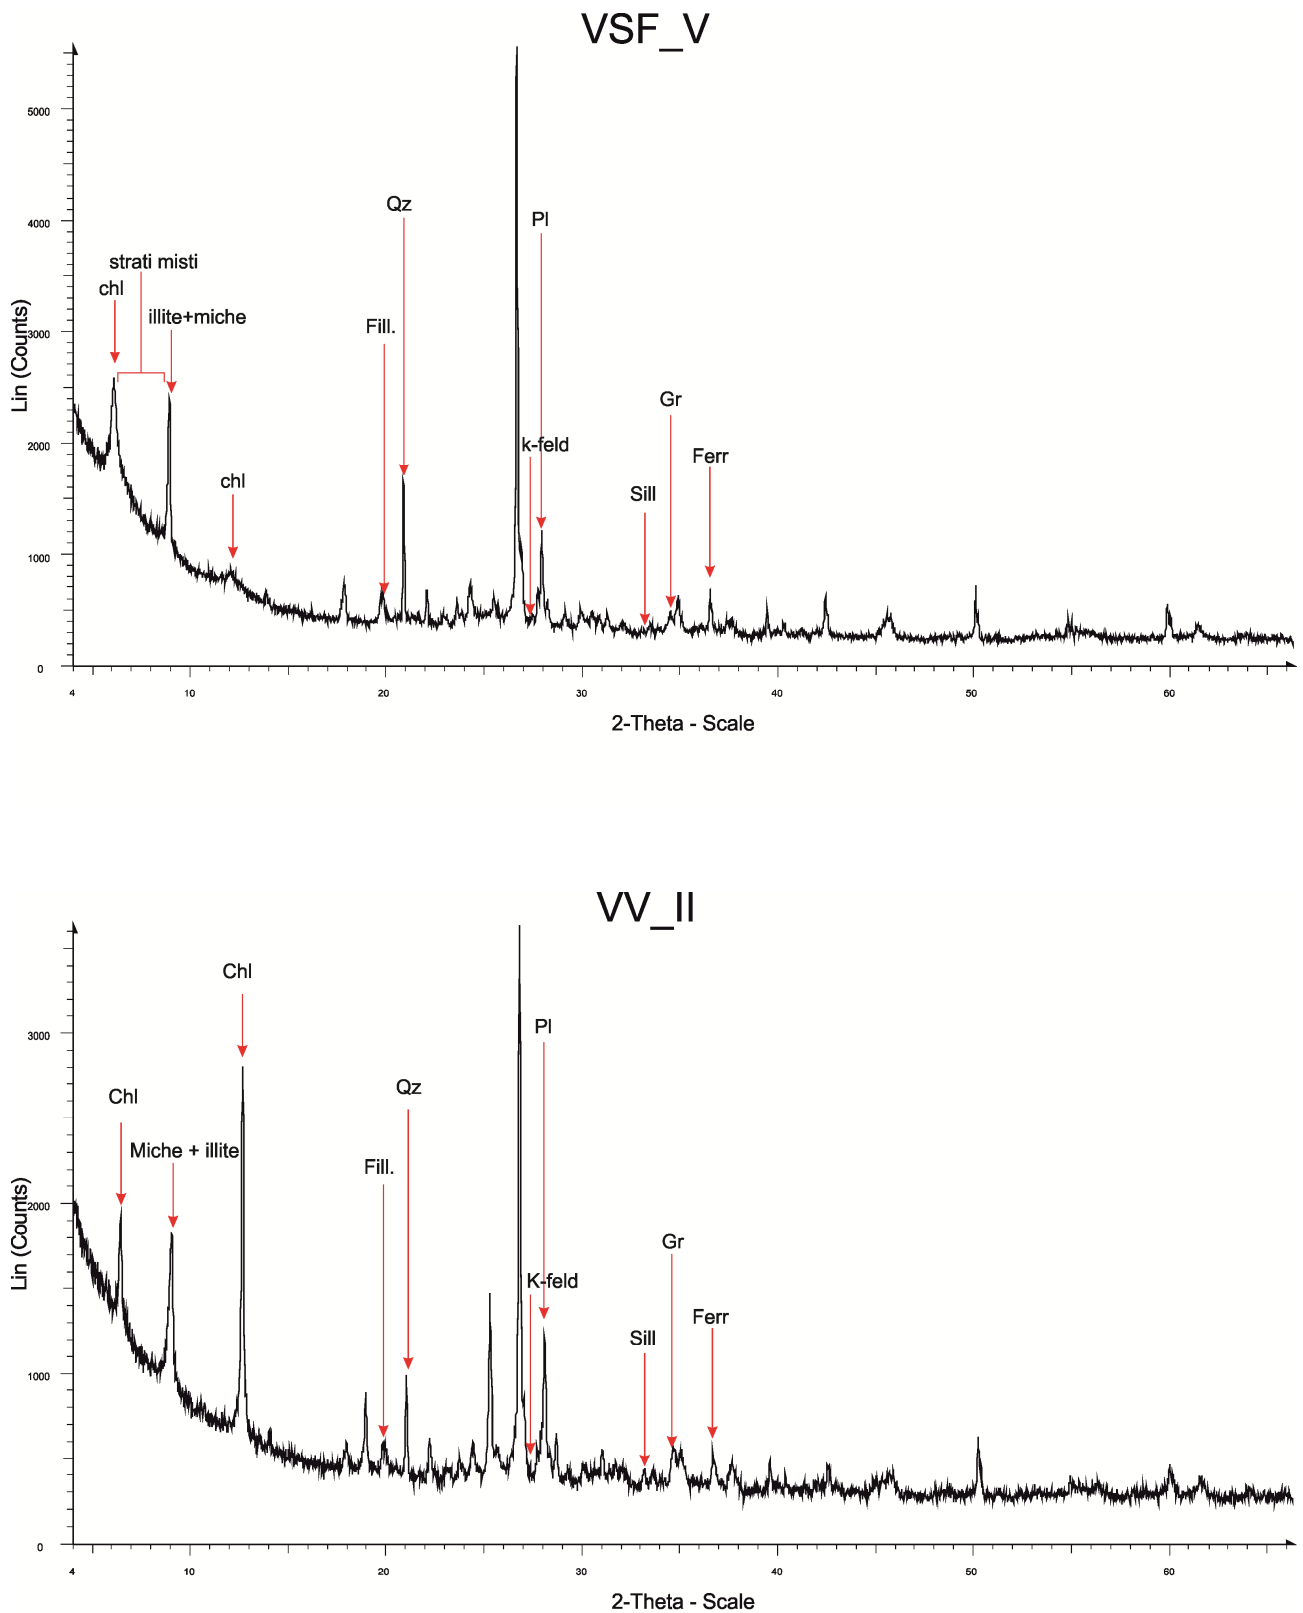 VSF_V
5000
Qz
4000
Pl
strati misti
chl
illite+miche
Fill.
3000
Gr
k-feld
2000
Ferr
chl
Sill
1000
0
Lin (Counts)
4 10 20 30 40 50 60
2-Theta - Scale
VV_II
Chl
3000
Pl
Chl
Qz
Miche + illite
Fill.
2000
Gr
K-feld
Ferr
Sill
1000
0
Lin (Counts)
4 10 20 30 40 50 60
2-Theta - Scale